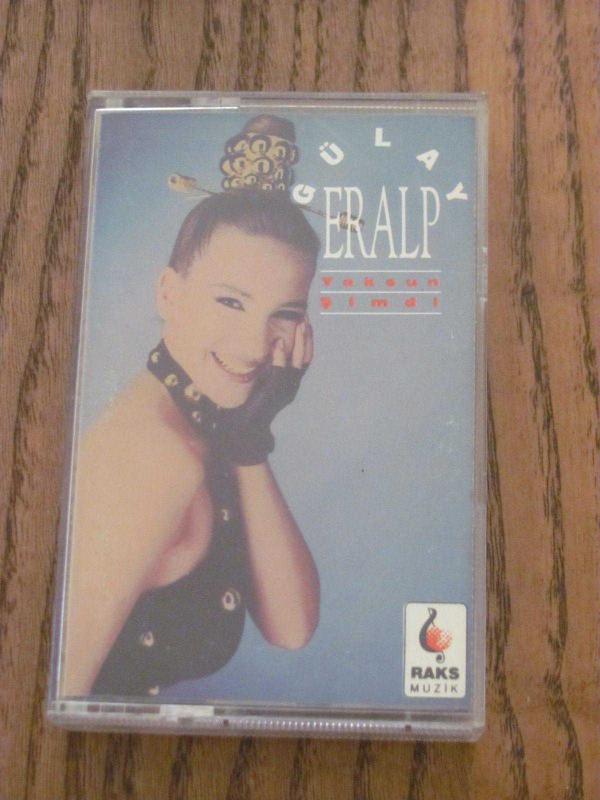 GÜLAY
ERALP
Yoksun
Şimdi
RAKS
MÜZİK